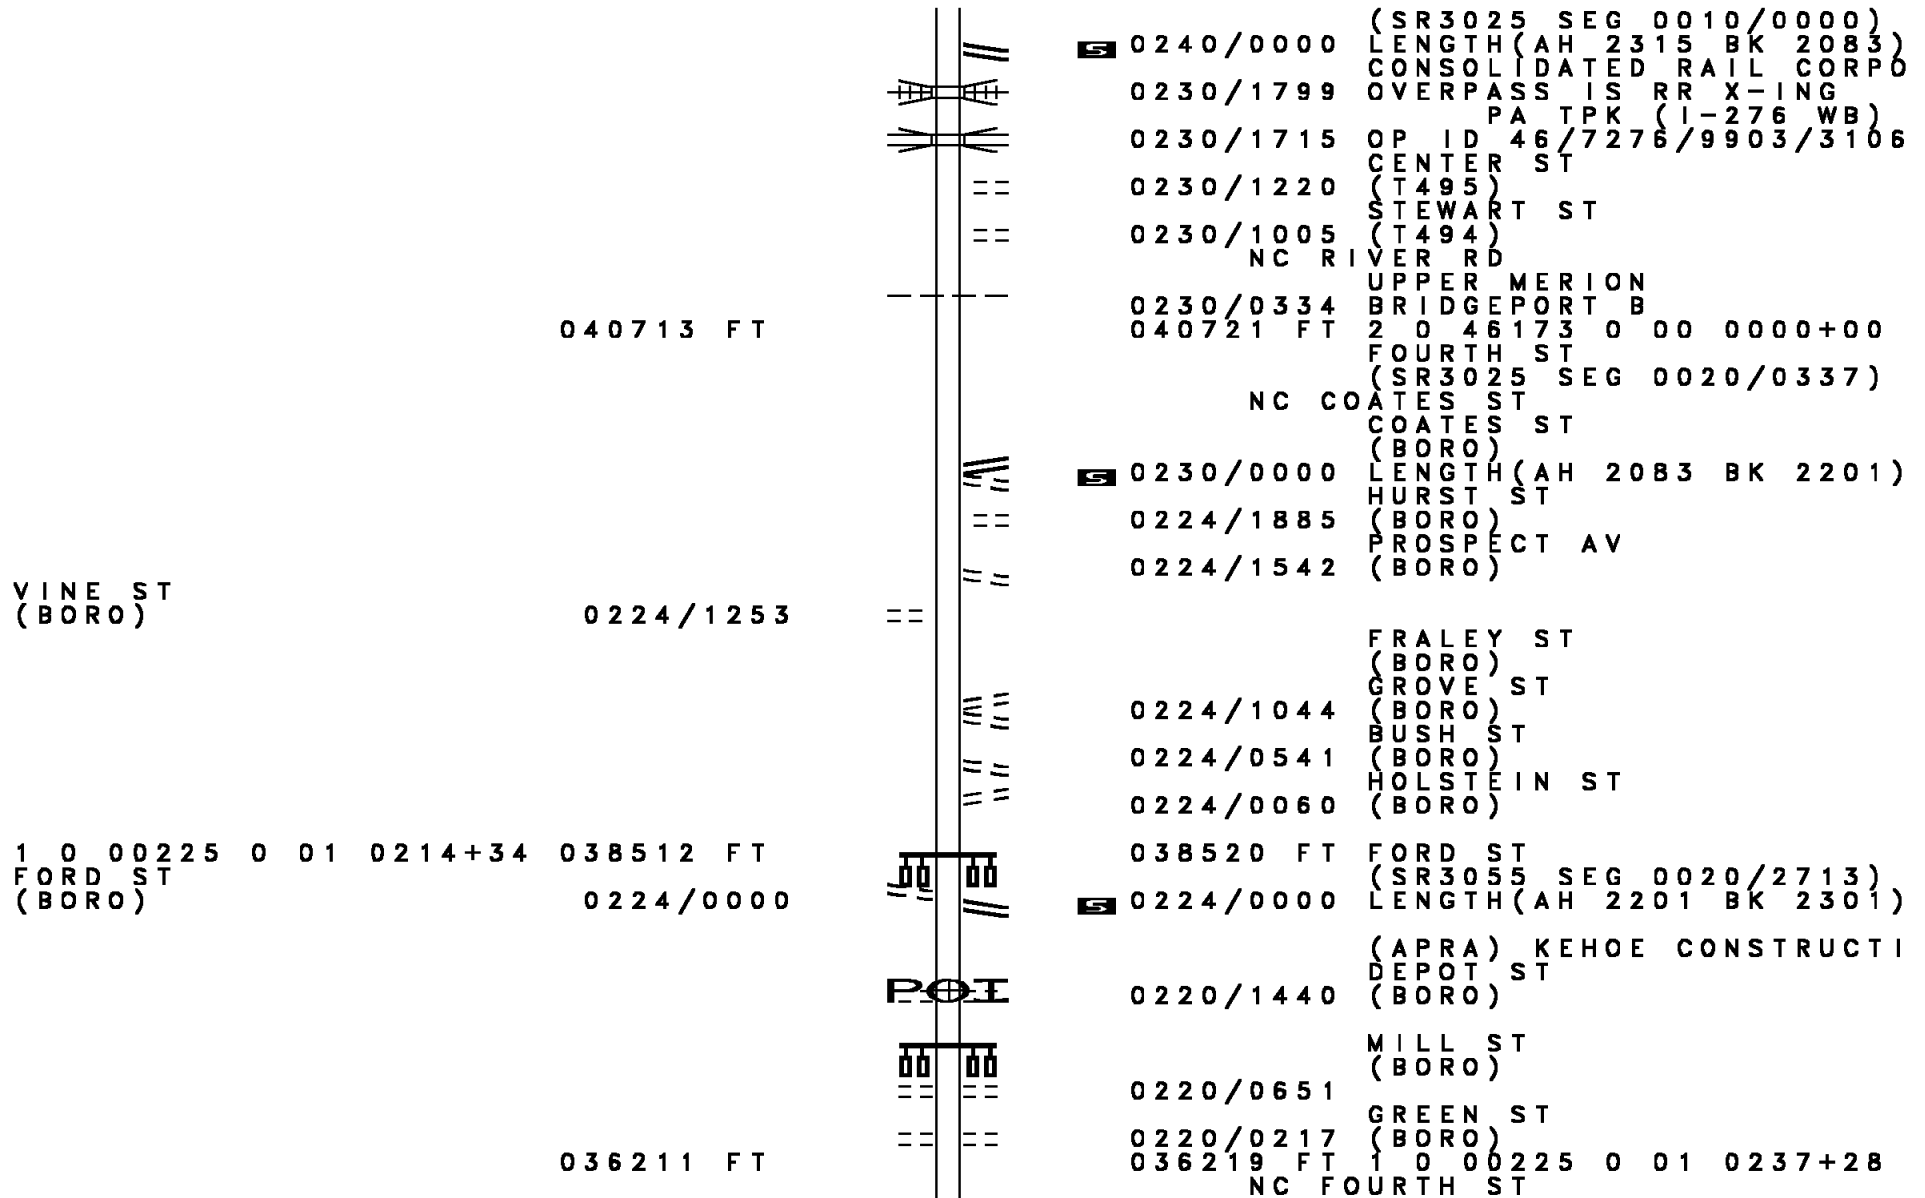 (SR3025 SEG 0010/0000)
S 0240/0000 LENGTH(AH 2315 BK 2083)
CONSOLIDATED RAIL CORPO
0230/1799 OVERPASS IS RR X-ING
PA TPK (I-276 WB)
0230/1715 OP ID 46/7276/9903/3106
CENTER ST
0230/1220 (T495)
STEWART ST
0230/1005 (T494)
NC RIVER RD
UPPER MERION
0230/0334 BRIDGEPORT B
040713 FT 040721 FT 2 0 46173 0 00 0000+00
FOURTH ST
(SR3025 SEG 0020/0337)
NC COATES ST
COATES ST
(BORO)
S 0230/0000 LENGTH(AH 2083 BK 2201)
HURST ST
0224/1885 (BORO)
PROSPECT AV
0224/1542 (BORO)
VINE ST
(BORO) 0224/1253
FRALEY ST
(BORO)
GROVE ST
0224/1044 (BORO)
BUSH ST
0224/0541 (BORO)
HOLSTEIN ST
0224/0060 (BORO)
1 0 00225 0 01 0214+34 038512 FT 038520 FT FORD ST
FORD ST (SR3055 SEG 0020/2713)
(BORO) 0224/0000 S 0224/0000 LENGTH(AH 2201 BK 2301)
(APRA) KEHOE CONSTRUCTI
DEPOT ST
POI 0220/1440 (BORO)
MILL ST
(BORO)
0220/0651
GREEN ST
0220/0217 (BORO)
036211 FT 036219 FT 1 0 00225 0 01 0237+28
NC FOURTH ST